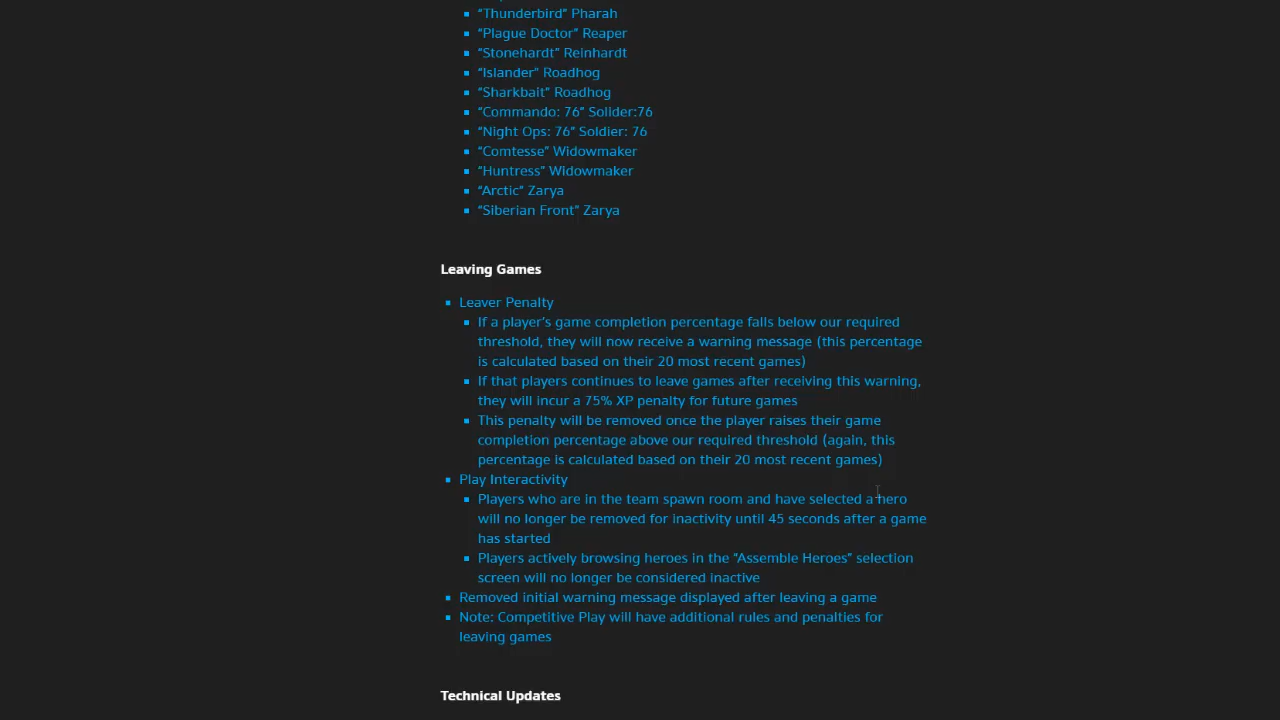 "Thunderbird" Pharah
"Plague Doctor" Reaper
"Stonehardt" Reinhardt
"Islander" Roadhog
"Sharkbait" Roadhog
"Commando: 76" Solider:76
"Night Ops: 76" Soldier: 76
"Comtesse" Widowmaker
"Huntress" Widowmaker
"Arctic" Zarya
"Siberian Front" Zarya
Leaving Games
Leaver Penalty
If a player's game completion percentage falls below our required
threshold, they will now receive a warning message (this percentage
is calculated based on their 20 most recent games)
If that players continues to leave games after receiving this warning,
they will incur a 75% XP penalty for future games
This penalty will be removed once the player raises their game
completion percentage above our required threshold (again, this
percentage is calculated based on their 20 most recent games)
Play Interactivity
Players who are in the team spawn room and have selected a hero
will no longer be removed for inactivity until 45 seconds after a game
has started
Players actively browsing heroes in the "Assemble Heroes" selection
screen will no longer be considered inactive
Removed initial warning message displayed after leaving a game
Note: Competitive Play will have additional rules and penalties for
leaving games
Technical Updates